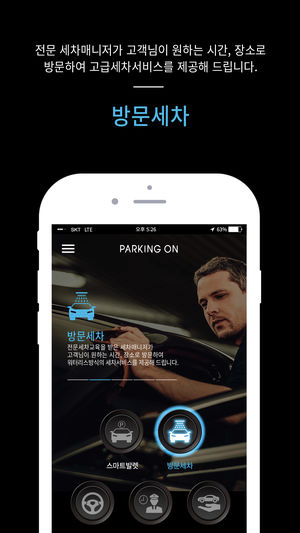 전문 세차매니저가 고객님이 원하는 시간, 장소로
방문하여 고급세차서비스를 제공해 드립니다.
방문세차
SKT LTE 오후 5:26 63%
PARKING ON
방문세차
전문세차교육을 받은 세차매니저가
고객님이 원하는 시간, 장소로 방문하여
워터리스방식의 세차서비스를 제공해 드립니다.
P
스마트발렛 방문세차